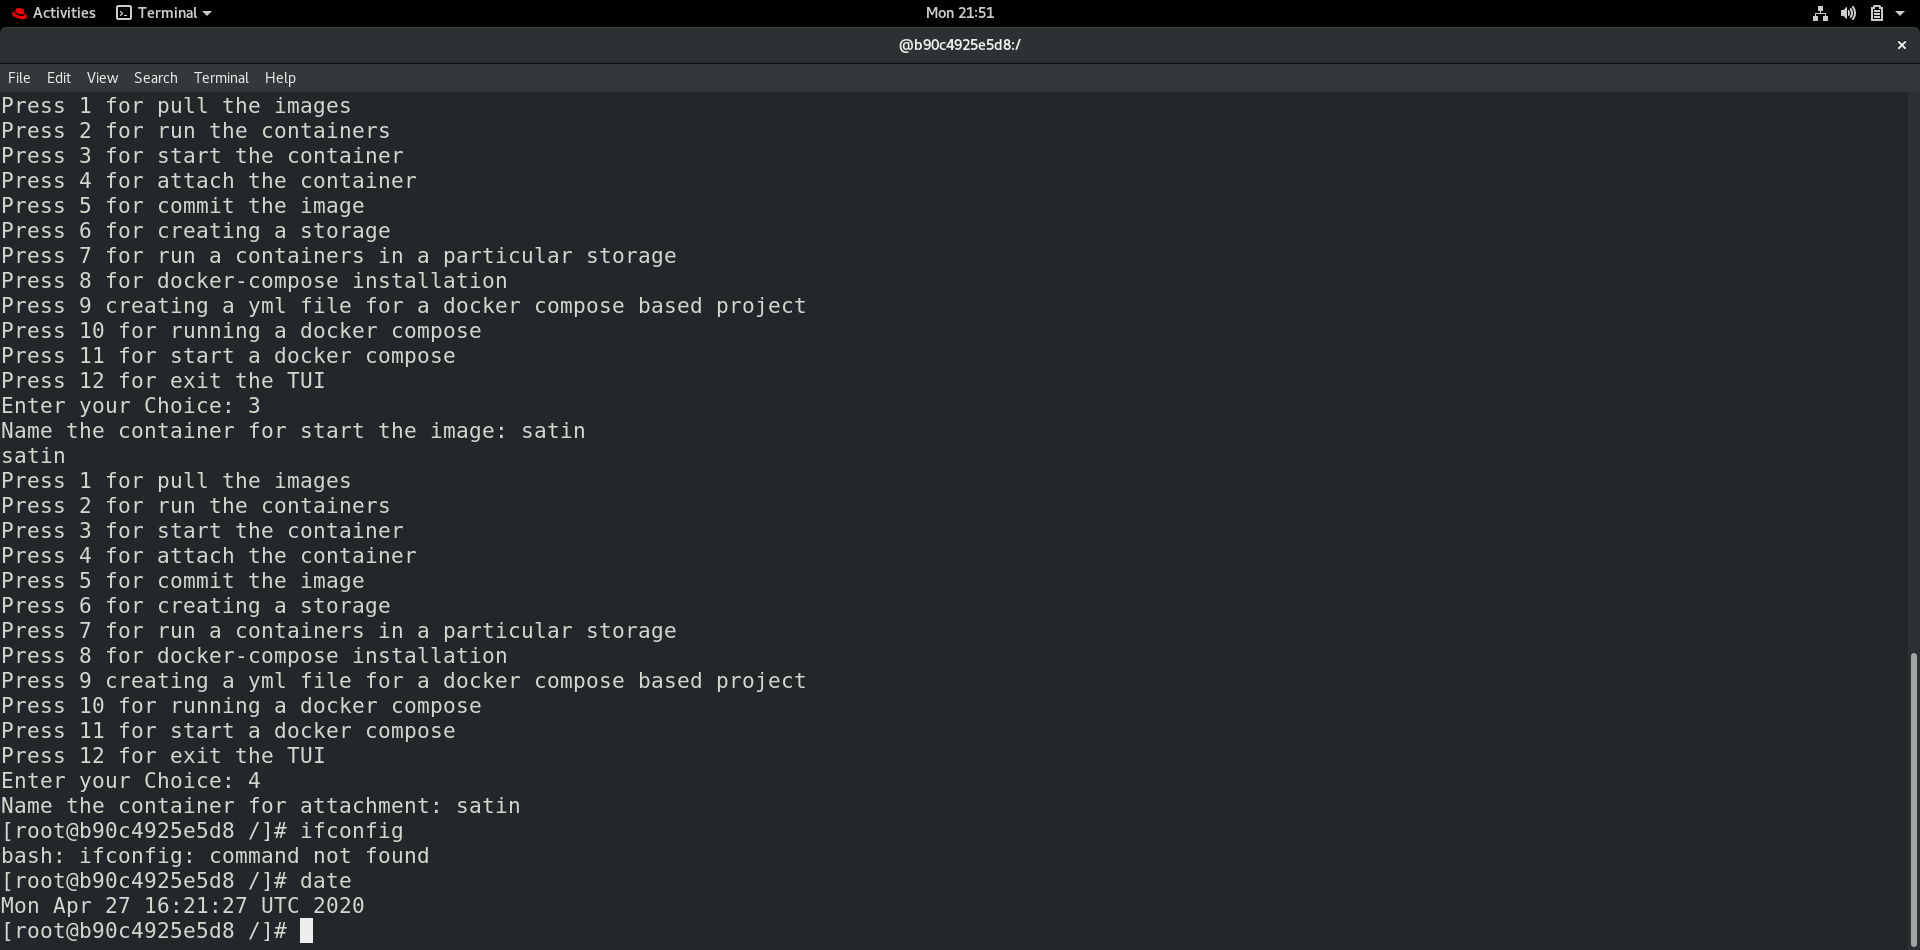 Activities Terminal Mon 21:51
@b90c4925e5d8:/
File Edit View Search Terminal Help
Press 1 for pull the images
Press 2 for run the containers
Press 3 for start the container
Press 4 for attach the container
Press 5 for commit the image
Press 6 for creating a storage
Press 7 for run a containers in a particular storage
Press 8 for docker-compose installation
Press 9 creating a yml file for a docker compose based project
Press 10 for running a docker compose
Press 11 for start a docker compose
Press 12 for exit the TUI
Enter your Choice: 3
Name the container for start the image: satin
satin
Press 1 for pull the images
Press 2 for run the containers
Press 3 for start the container
Press 4 for attach the container
Press 5 for commit the image
Press 6 for creating a storage
Press 7 for run a containers in a particular storage
Press 8 for docker-compose installation
Press 9 creating a yml file for a docker compose based project
Press 10 for running a docker compose
Press 11 for start a docker compose
Press 12 for exit the TUI
Enter your Choice: 4
Name the container for attachment: satin
[root@b90c4925e5d8 /]# ifconfig
bash: ifconfig: command not found
[root@b90c4925e5d8 /]# date
Mon Apr 27 16:21:27 UTC 2020
[root@b90c4925e5d8 /]#